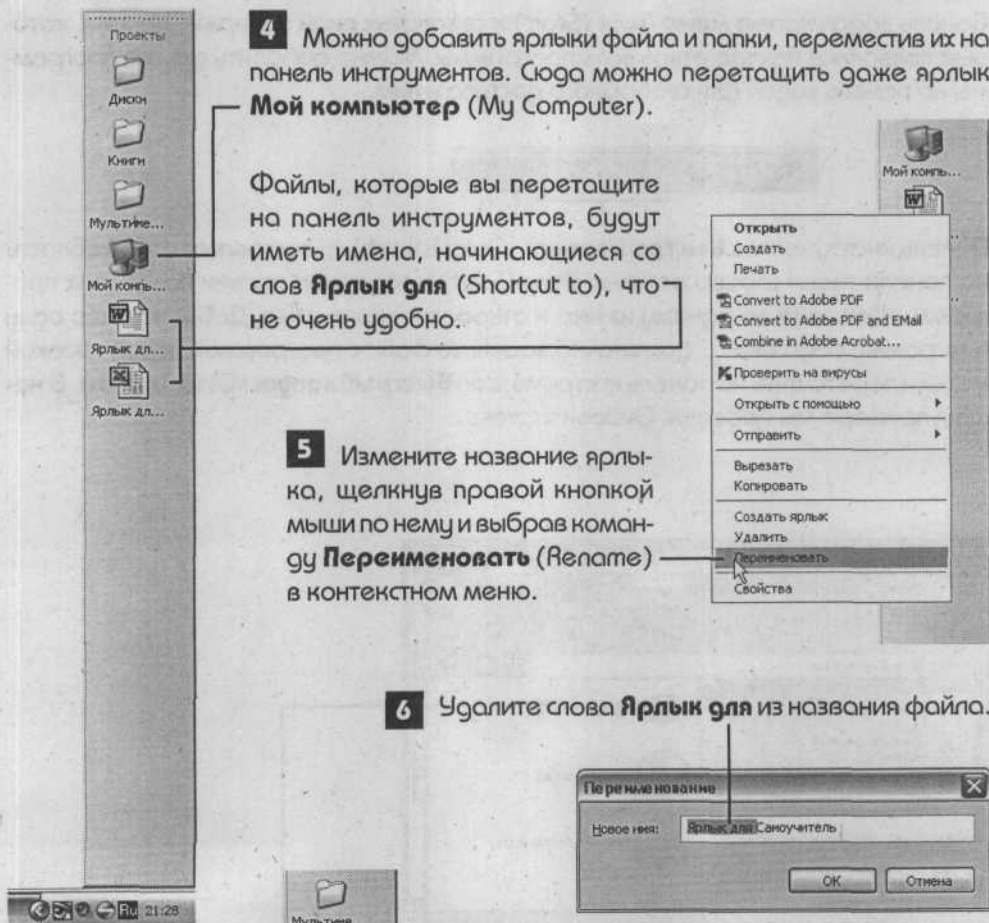 Проекты
Диски
Книги
Мультиме...
Мой компь...
Ярлык дл...
Ярлык дл...
21:28
4 Можно добавить ярлыки файла и папки, переместив их на
панель инструментов. Сюда можно перетащить даже ярлык
Мой компьютер (My Computer).
Файлы, которые вы перетащите
на панель инструментов, будут
иметь имена, начинающиеся со
слов Ярлык для (Shortcut to), что
не очень удобно.
Мой компь...
Открыть
Создать
Печать
Convert to Adobe PDF
Convert to Adobe PDF and EMail
Combine in Adobe Acrobat...
Проверить на вирусы
Открыть с помощью
Отправить
Вырезать
Копировать
Создать ярлык
Удалить
Переименовать
Свойства
5 Измените название ярлы-
ка, щелкнув правой кнопкой
мыши по нему и выбрав коман-
ду Переименовать (Rename)
в контекстном меню.
6 Удалите слова Ярлык для из названия файла.
Переименование
Новое имя: Ярлык для Самоучитель
OK Отмена
Ru
Мультиме